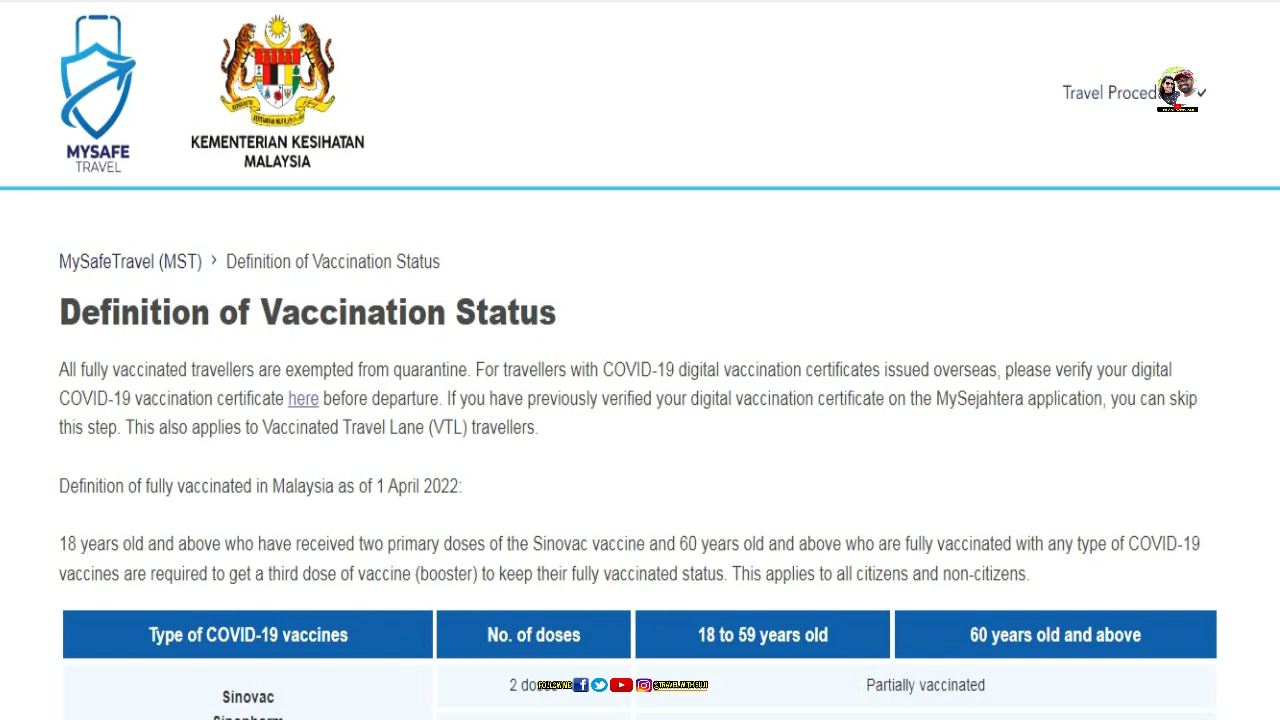 MYSAFE
TRAVEL
KEMENTERIAN KESIHATAN
MALAYSIA
Travel Proced
MySafeTravel (MST) > Definition of Vaccination Status
Definition of Vaccination Status
All fully vaccinated travellers are exempted from quarantine. For travellers with COVID-19 digital vaccination certificates issued overseas, please verify your digital
COVID-19 vaccination certificate here before departure. If you have previously verified your digital vaccination certificate on the MySejahtera application, you can skip
this step. This also applies to Vaccinated Travel Lane (VTL) travellers.
Definition of fully vaccinated in Malaysia as of 1 April 2022:
18 years old and above who have received two primary doses of the Sinovac vaccine and 60 years old and above who are fully vaccinated with any type of COVID-19
vaccines are required to get a third dose of vaccine (booster) to keep their fully vaccinated status. This applies to all citizens and non-citizens.
Type of COVID-19 vaccines No. of doses 18 to 59 years old 60 years old and above
2 doses Partially vaccinated
Sinovac